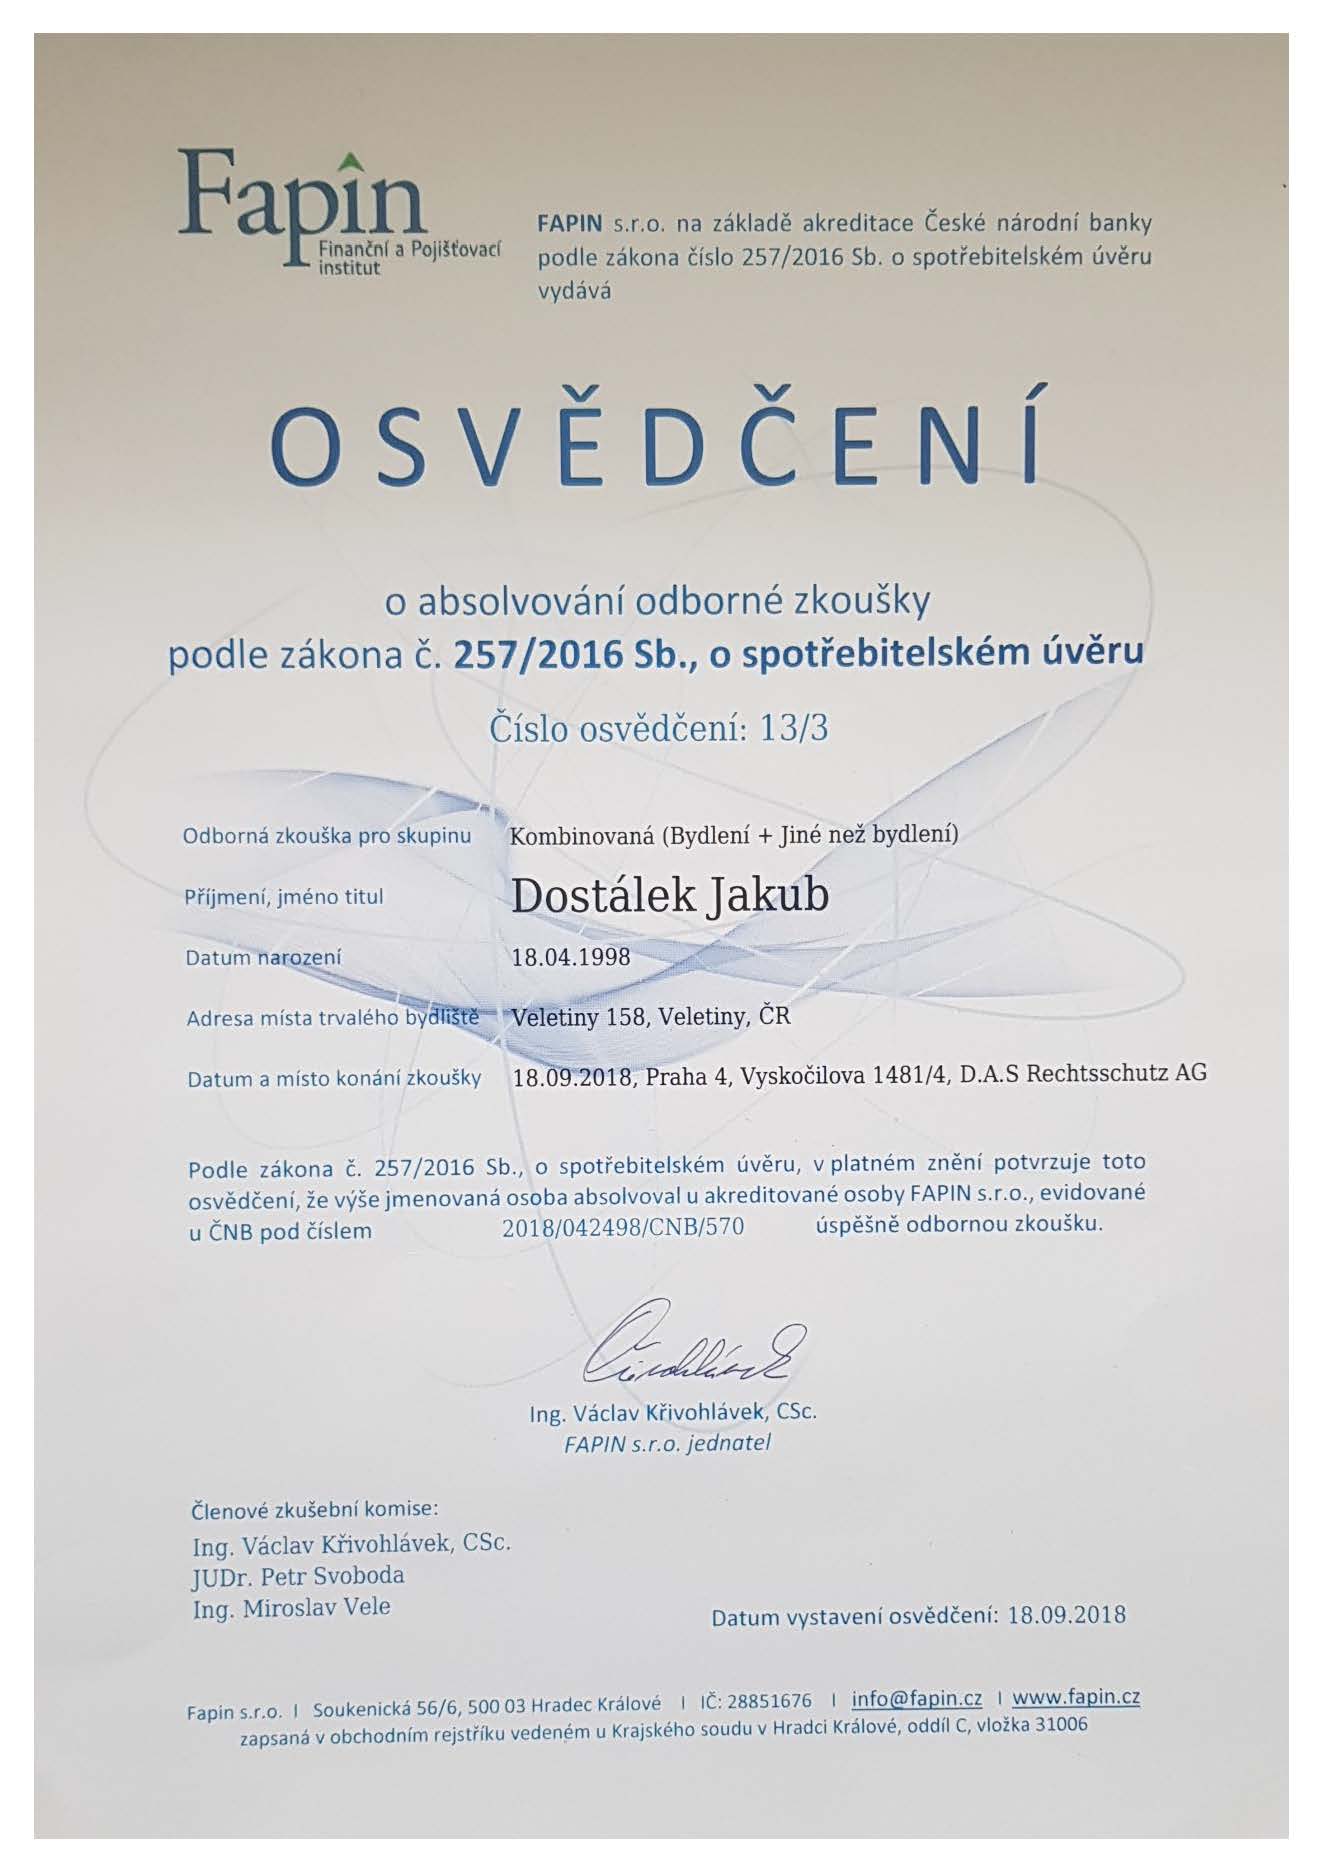 Fapin
Finanční a Pojišťovací
institut
FAPIN s.r.o. na základě akreditace České národní banky
podle zákona číslo 257/2016 Sb. o spotřebitelském úvěru
vydává
OSVĚDČENÍ
o absolvování odborné zkoušky
podle zákona č. 257/2016 Sb., o spotřebitelském úvěru
Číslo osvědčení: 13/3
Odborná zkouška pro skupinu Kombinovaná (Bydlení + Jiné než bydlení)
Příjmení, jméno titul Dostálek Jakub
Datum narození 18.04.1998
Adresa místa trvalého bydliště Veletiny 158, Veletiny, ČR
Datum a místo konání zkoušky 18.09.2018, Praha 4, Vyskočilova 1481/4, D.A.S Rechtsschutz AG
Podle zákona č. 257/2016 Sb., o spotřebitelském úvěru, v platném znění potvrzuje toto
osvědčení, že výše jmenovaná osoba absolvoval u akreditované osoby FAPIN s.r.o., evidované
u ČNB pod číslem 2018/042498/CNB/570 úspěšně odbornou zkoušku.
Křivohlávek
Ing. Václav Křivohlávek, CSc.
FAPIN s.r.o. jednatel
Členové zkušební komise:
Ing. Václav Křivohlávek, CSc.
JUDr. Petr Svoboda
Ing. Miroslav Vele
Datum vystavení osvědčení: 18.09.2018
Fapin s.r.o. I Soukenická 56/6, 500 03 Hradec Králové I IČ: 28851676 I info@fapin.cz I www.fapin.cz
zapsaná v obchodním rejstříku vedeném u Krajského soudu v Hradci Králové, oddíl C, vložka 31006